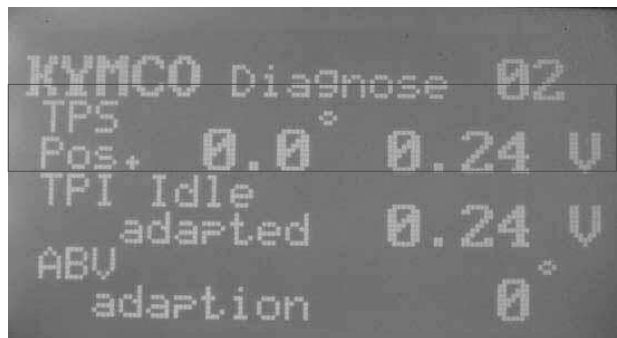 KYMCO Diagnose 02
TPS
Pos. 0.0° 0.24 V
TPI Idle
adapted 0.24 V
ABV
adaption 0°